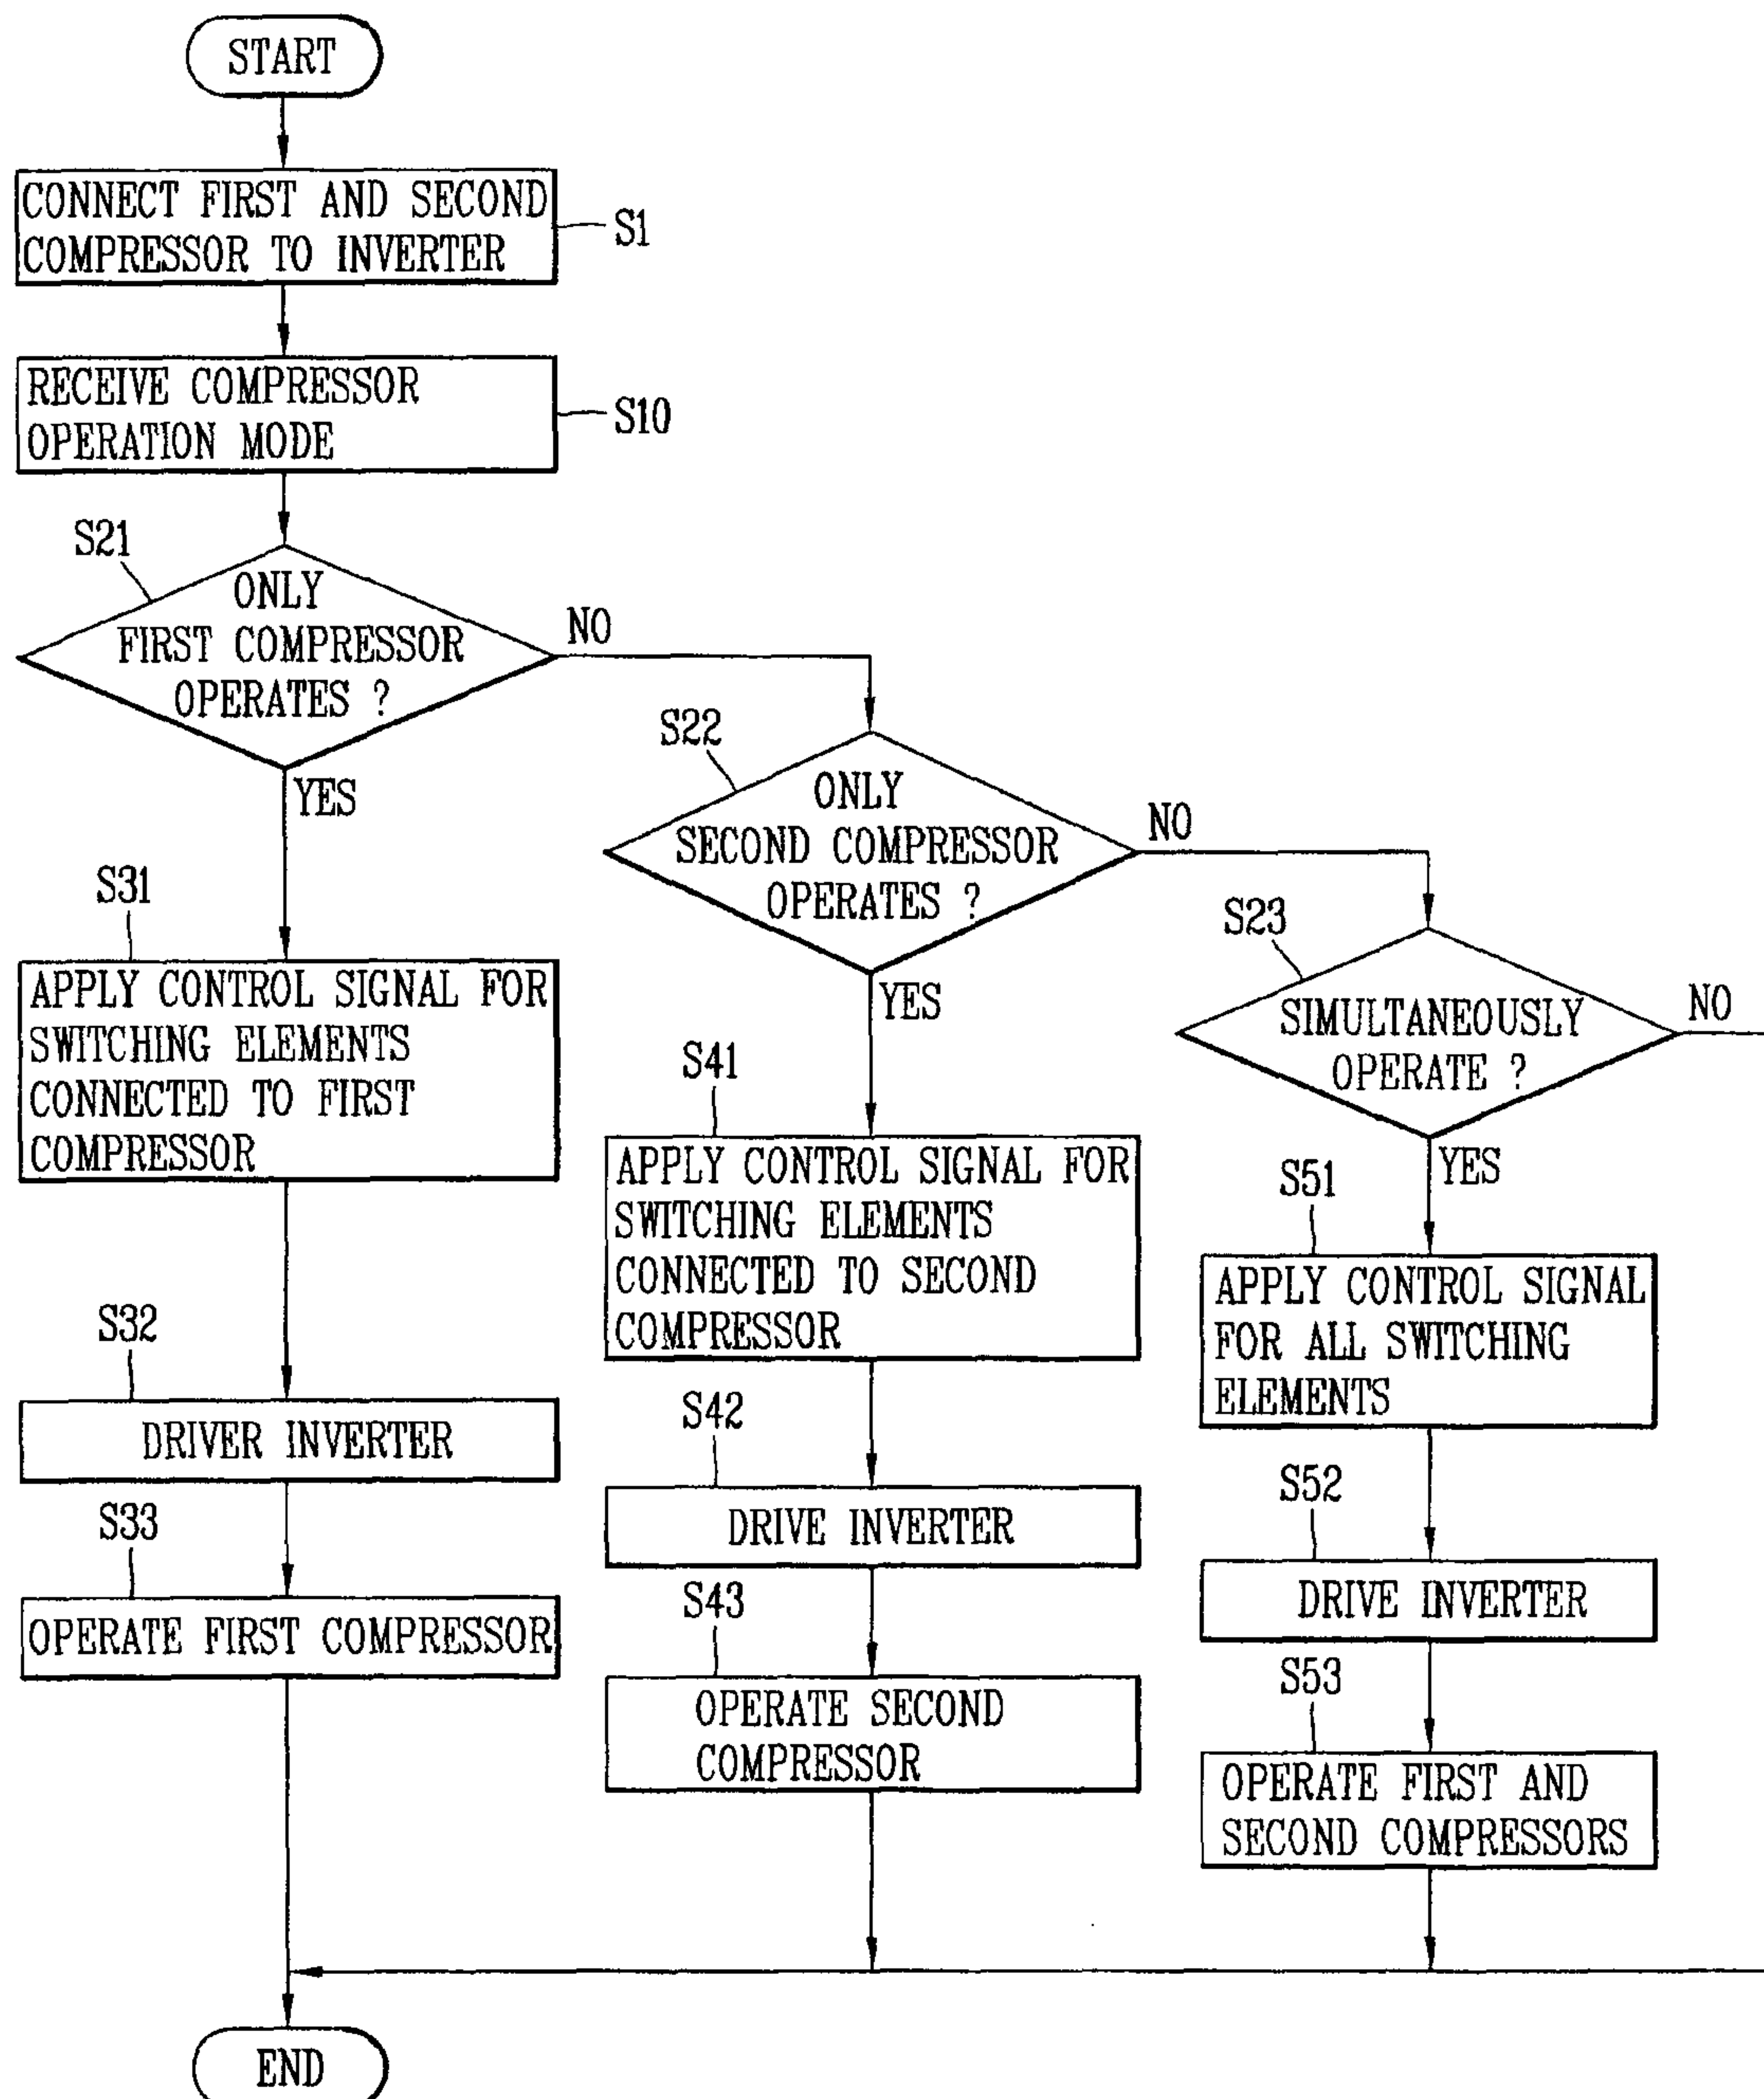 START
CONNECT FIRST AND SECOND
COMPRESSOR TO INVERTER
S1
RECEIVE COMPRESSOR
OPERATION MODE
S10
S21
ONLY
FIRST COMPRESSOR
OPERATES ?
NO
YES
S22
ONLY
SECOND COMPRESSOR
OPERATES ?
NO
YES
S23
SIMULTANEOUSLY
OPERATE ?
NO
YES
S31
APPLY CONTROL SIGNAL FOR
SWITCHING ELEMENTS
CONNECTED TO FIRST
COMPRESSOR
S32
DRIVER INVERTER
S33
OPERATE FIRST COMPRESSOR
S41
APPLY CONTROL SIGNAL FOR
SWITCHING ELEMENTS
CONNECTED TO SECOND
COMPRESSOR
S42
DRIVE INVERTER
S43
OPERATE SECOND
COMPRESSOR
S51
APPLY CONTROL SIGNAL
FOR ALL SWITCHING
ELEMENTS
S52
DRIVE INVERTER
S53
OPERATE FIRST AND
SECOND COMPRESSORS
END